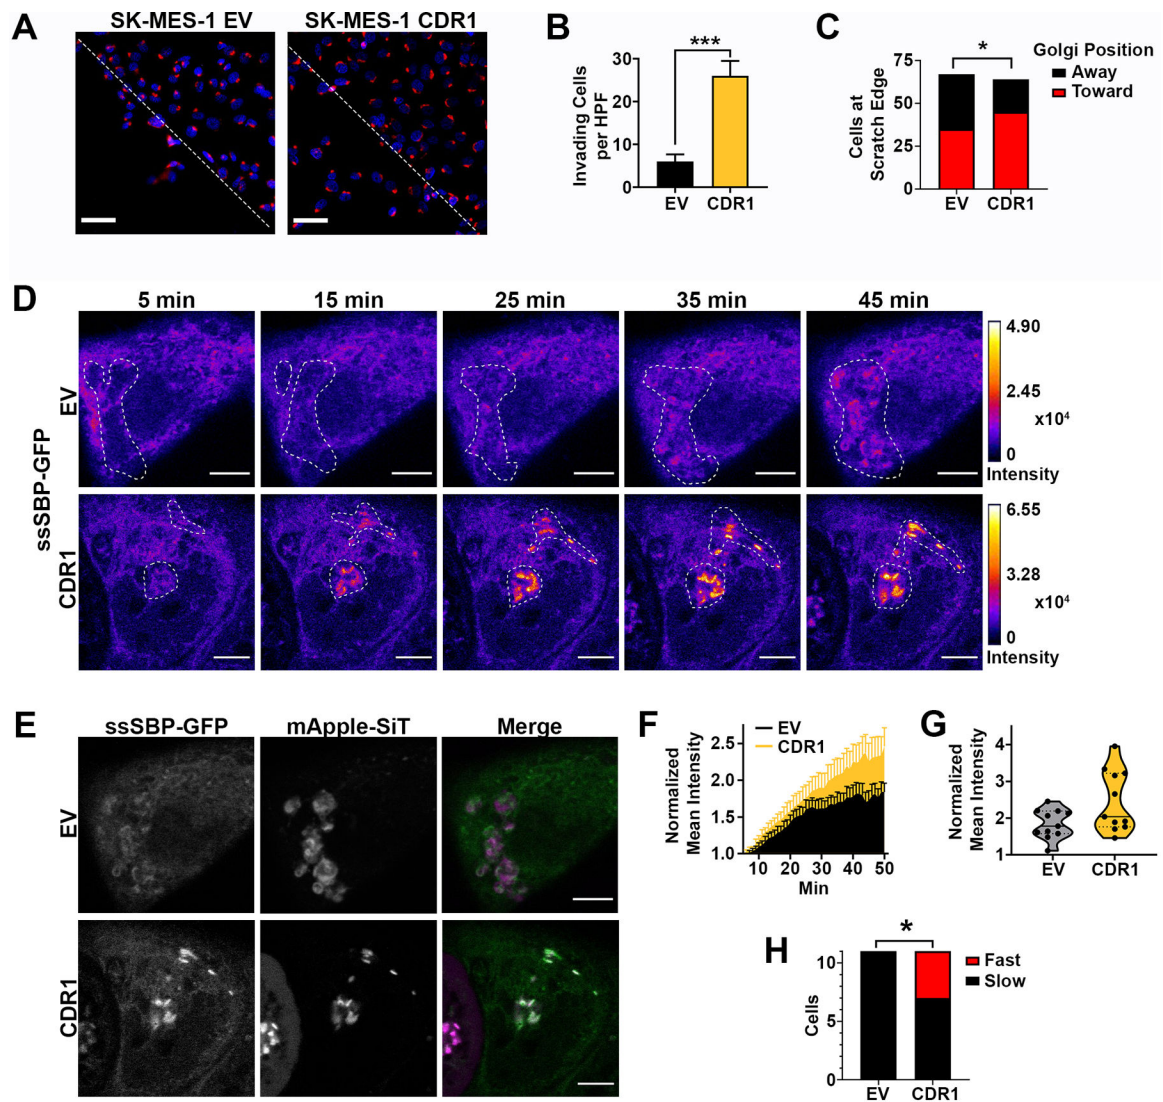 A
SK-MES-1 EV
SK-MES-1 CDR1
B
***
Invading Cells
per HPF
30
20
10
0
EV
CDR1
C
*
Golgi Position
Away
Toward
Cells at
Scratch Edge
75
50
25
0
EV
CDR1
D
5 min
15 min
25 min
35 min
45 min
ssSBP-GFP
EV
4.90
2.45
x10⁴
0
Intensity
CDR1
6.55
3.28
x10⁴
0
Intensity
E
ssSBP-GFP
mApple-SiT
Merge
EV
CDR1
F
EV
CDR1
Normalized
Mean Intensity
2.5
2.0
1.5
1.0
10
20
30
40
50
Min
G
Normalized
Mean Intensity
4
3
2
1
EV
CDR1
H
*
Fast
Slow
Cells
10
5
0
EV
CDR1